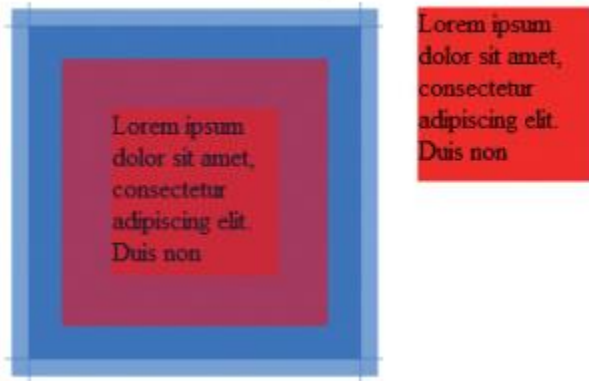 Lorem ipsum
dolor sit amet,
consectetur
adipiscing elit.
Duis non
Lorem ipsum
dolor sit amet,
consectetur
adipiscing elit.
Duis non